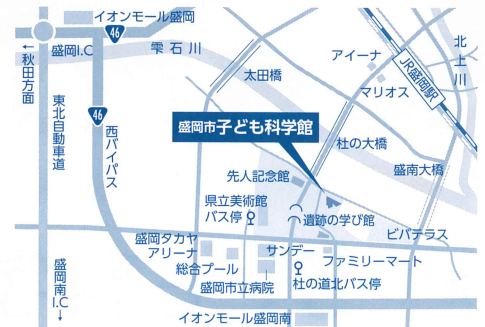 イオンモール盛岡
46
盛岡I.C
雫石川
←秋田方面
太田橋
アイーナ
マリオス
JR盛岡駅
北上川
東北自動車道
46
西バイパス
盛岡市子ども科学館
杜の大橋
盛南大橋
先人記念館
県立美術館
バス停
遺跡の学び館
ビバテラス
盛岡タカヤ
アリーナ
総合プール
サンデー
ファミリーマート
盛岡市立病院
杜の道北バス停
盛岡南I.C→
イオンモール盛岡南